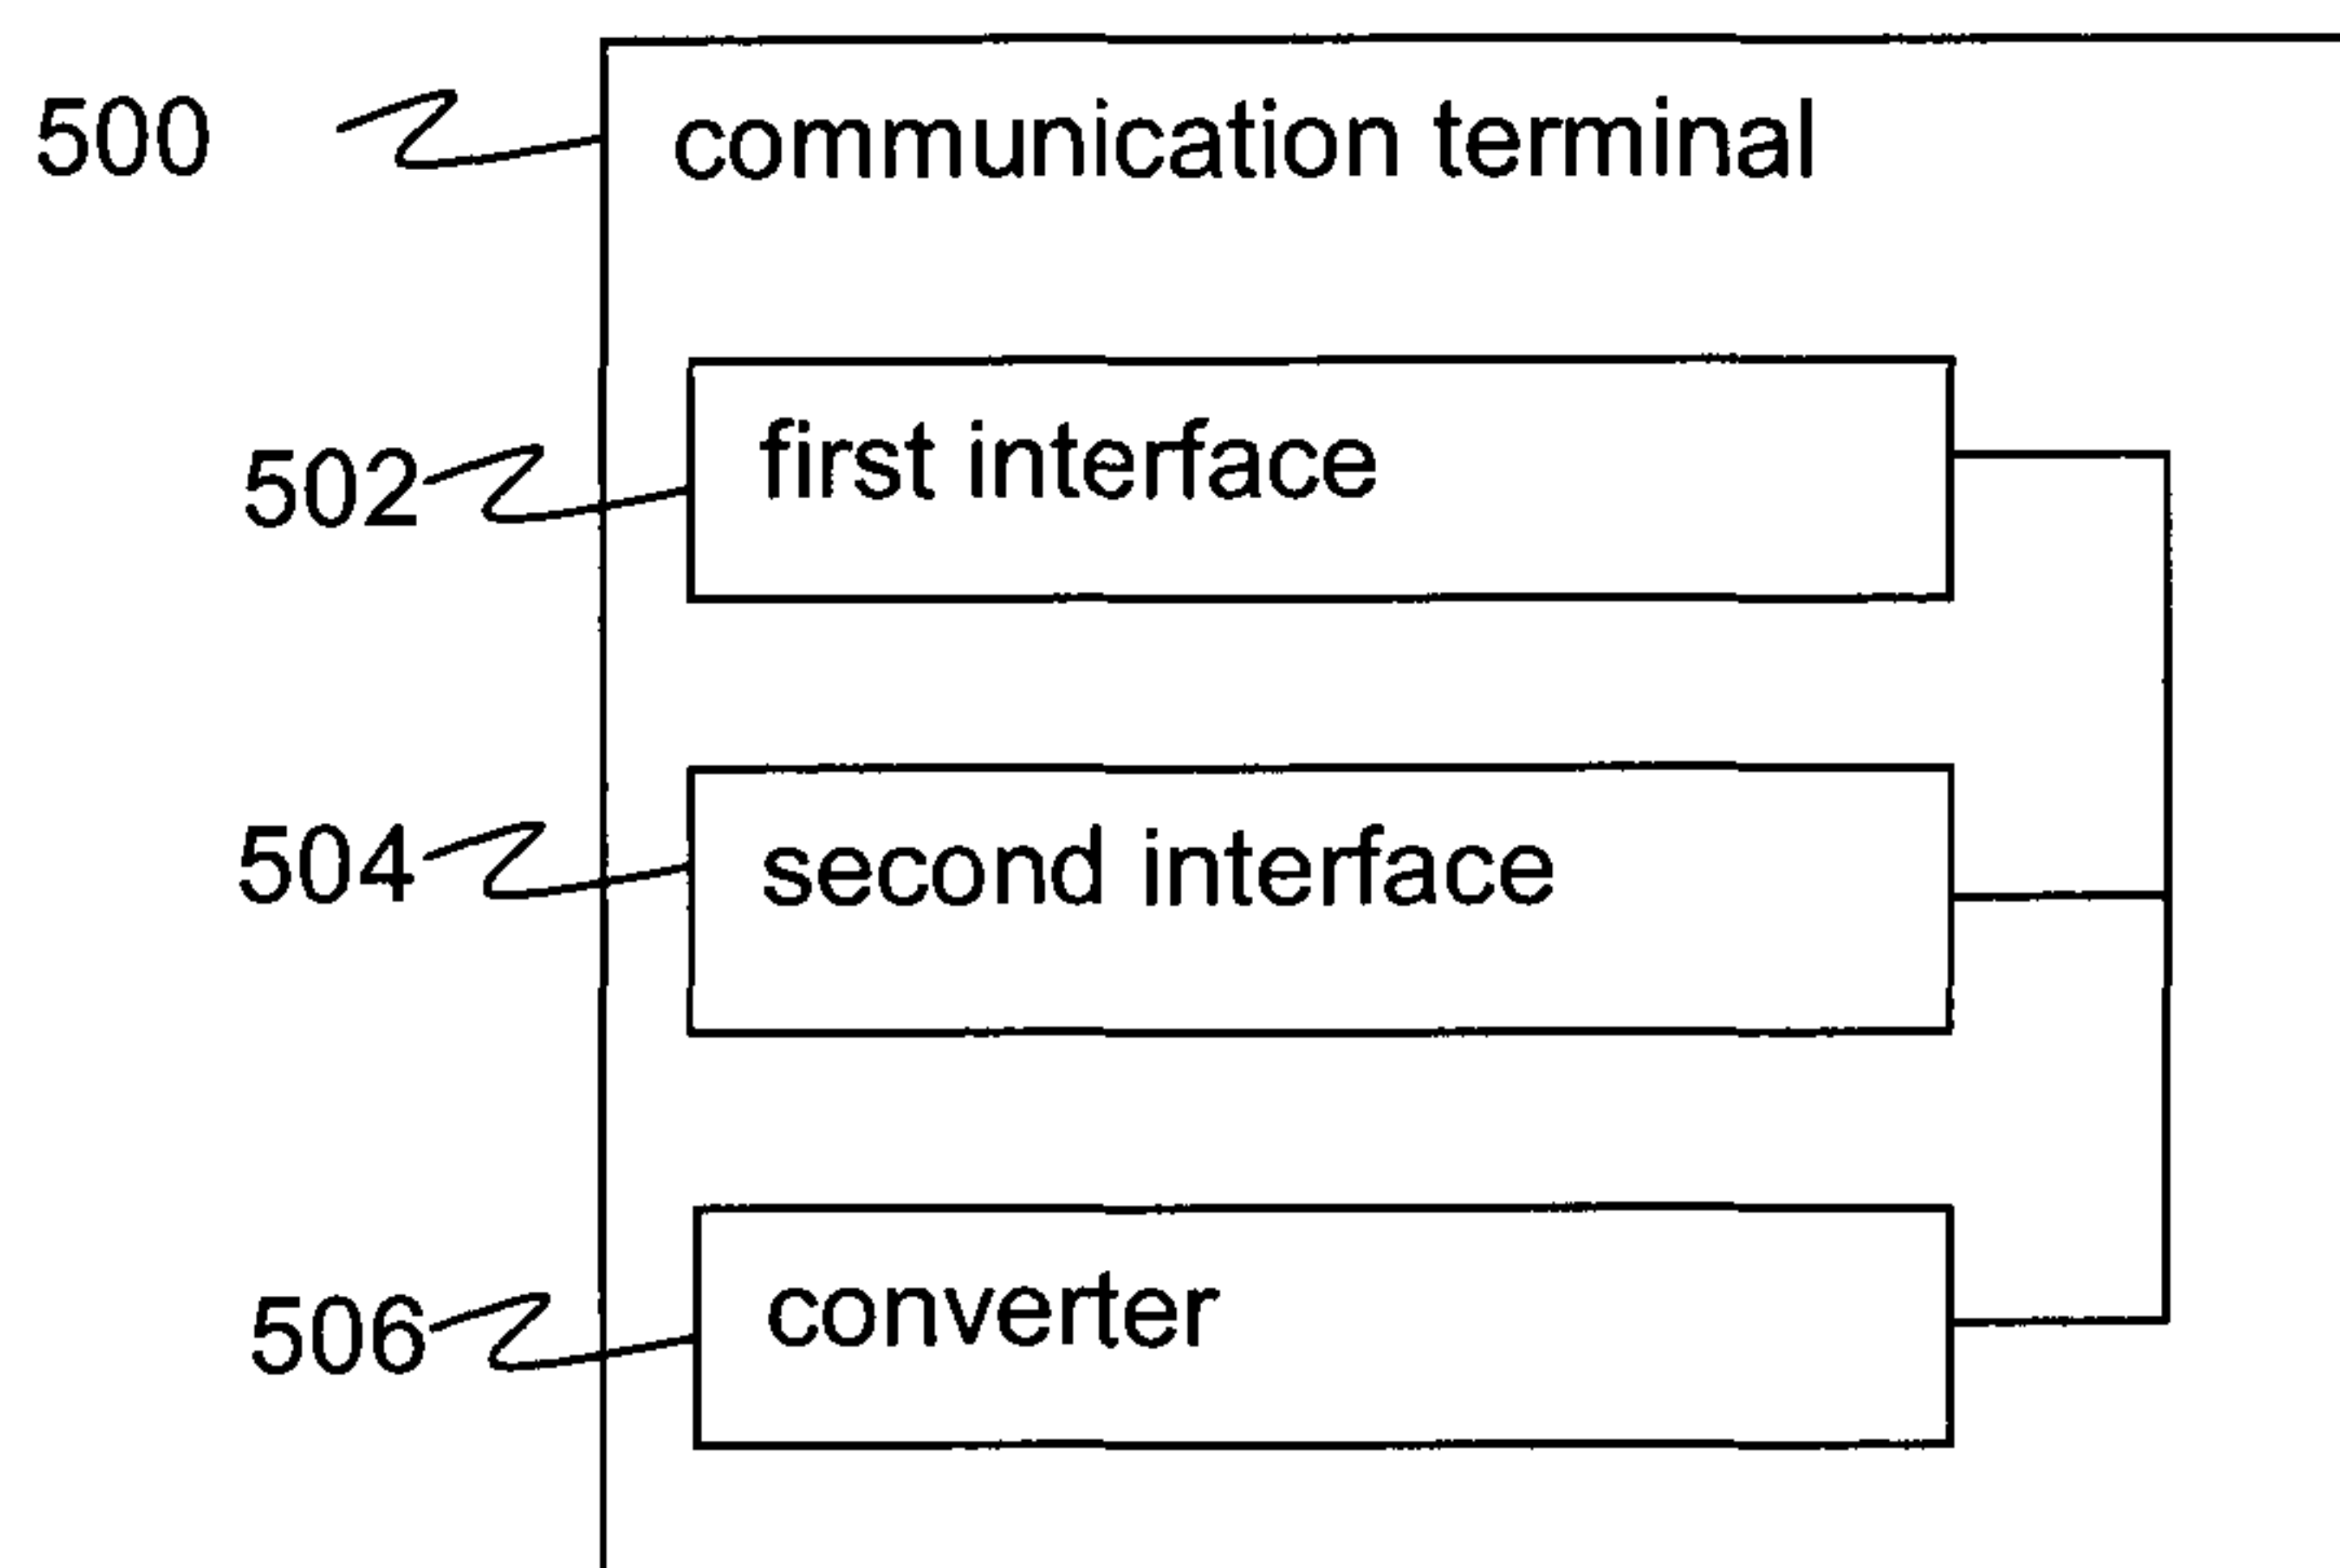 500 communication terminal
502 first interface
504 second interface
506 converter